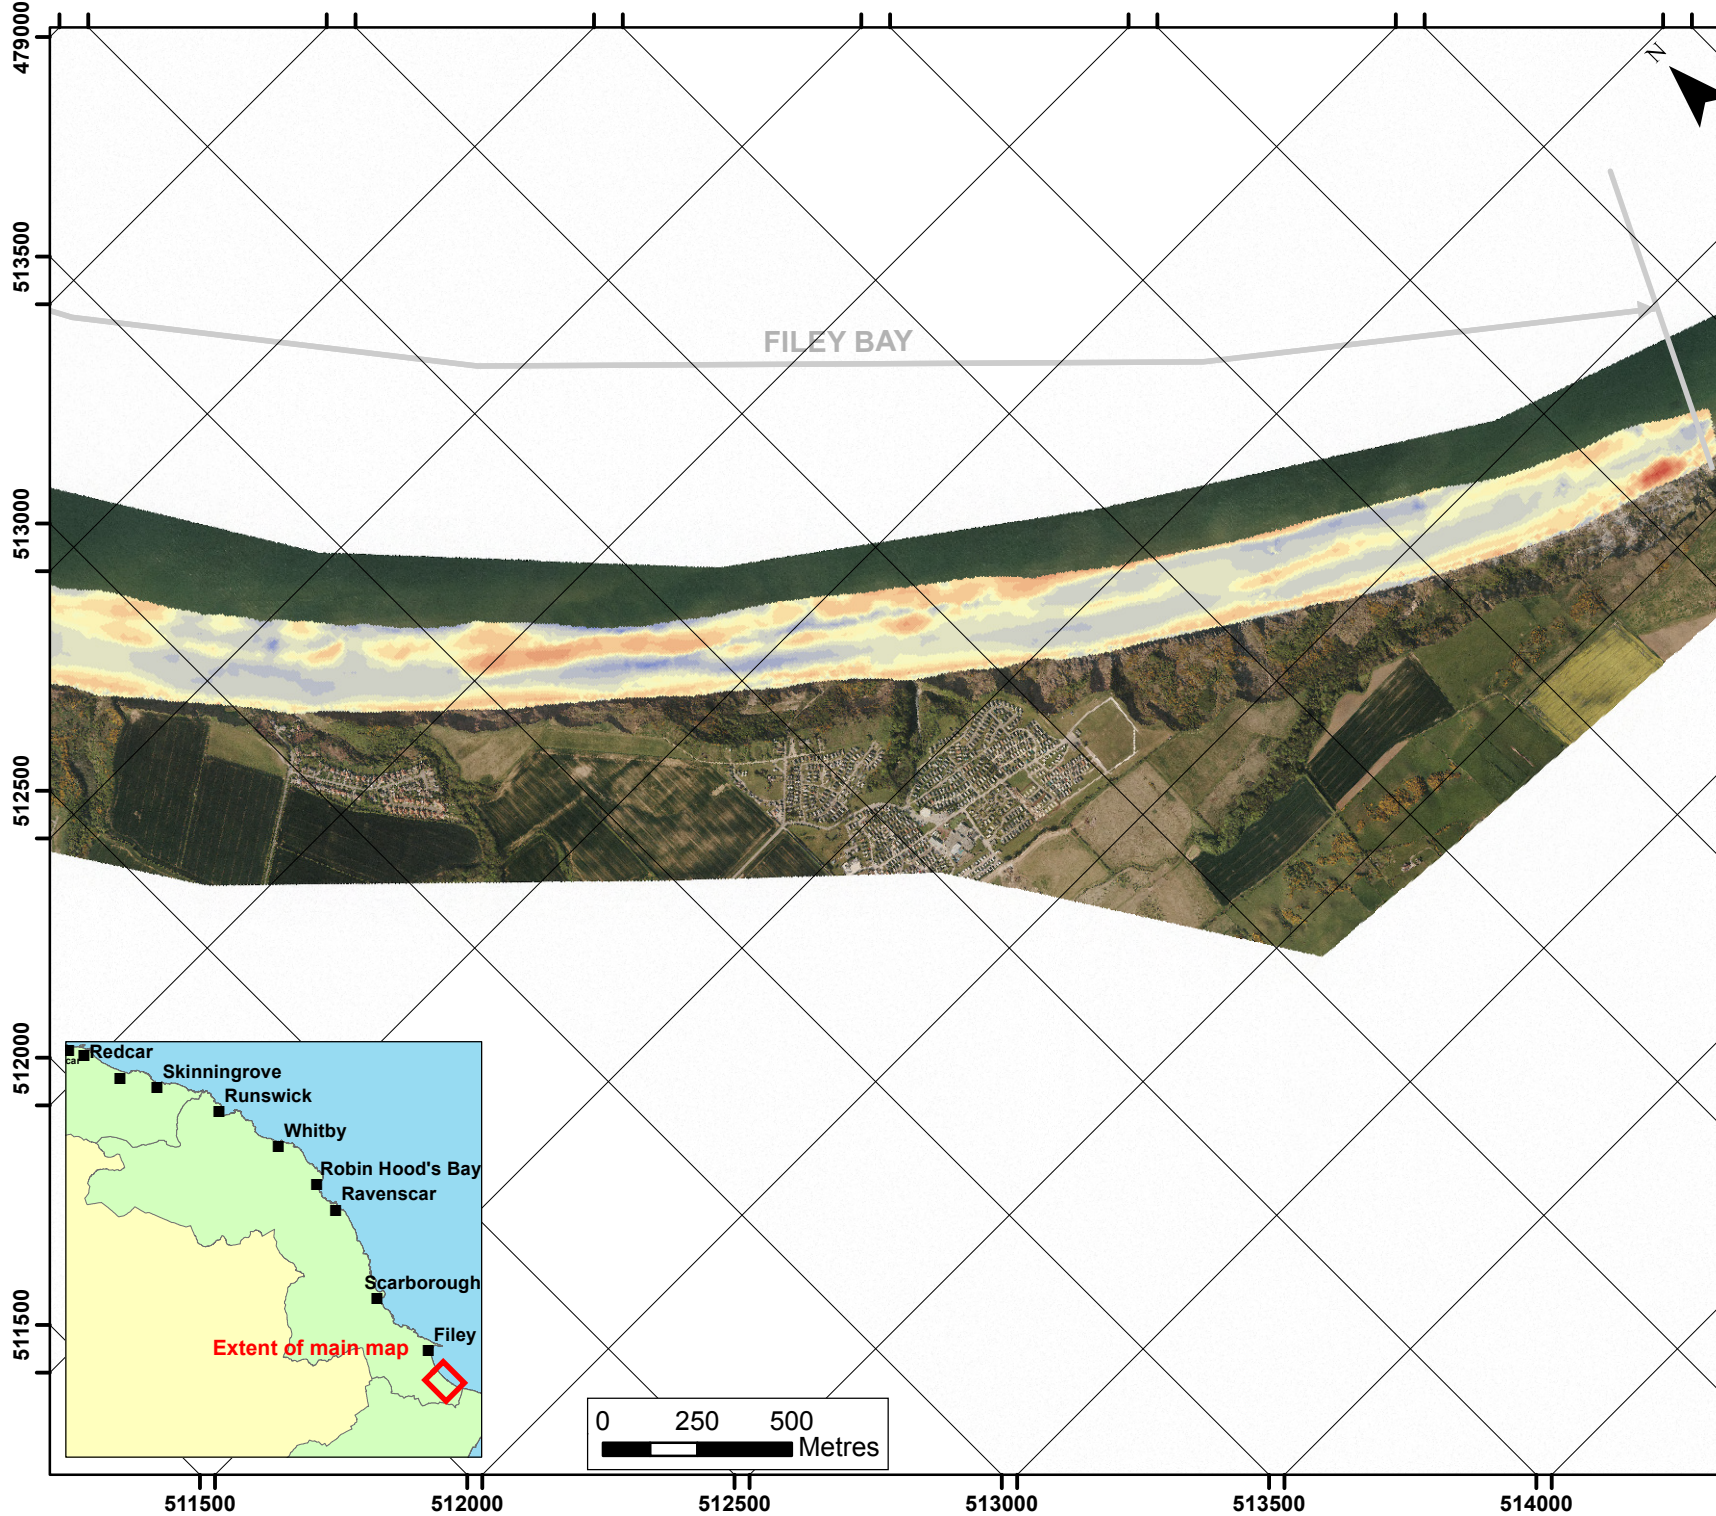 479000
N
513500
FILEY BAY
513000
512500
512000
511500
car
Redcar
Skinningrove
Runswick
Whitby
Robin Hood's Bay
Ravenscar
Scarborough
Filey
Extent of main map
0 250 500
Metres
511500 512000 512500 513000 513500 514000